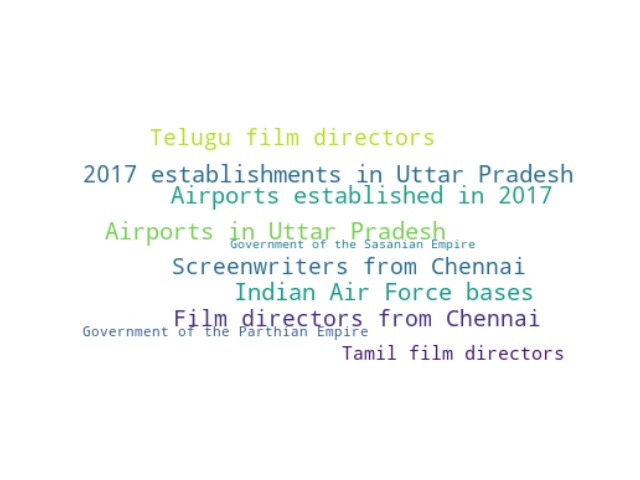 Telugu film directors
2017 establishments in Uttar Pradesh
Airports established in 2017
Airports in Uttar Pradesh
Government of the Sasanian Empire
Screenwriters from Chennai
Indian Air Force bases
Film directors from Chennai
Government of the Parthian Empire
Tamil film directors